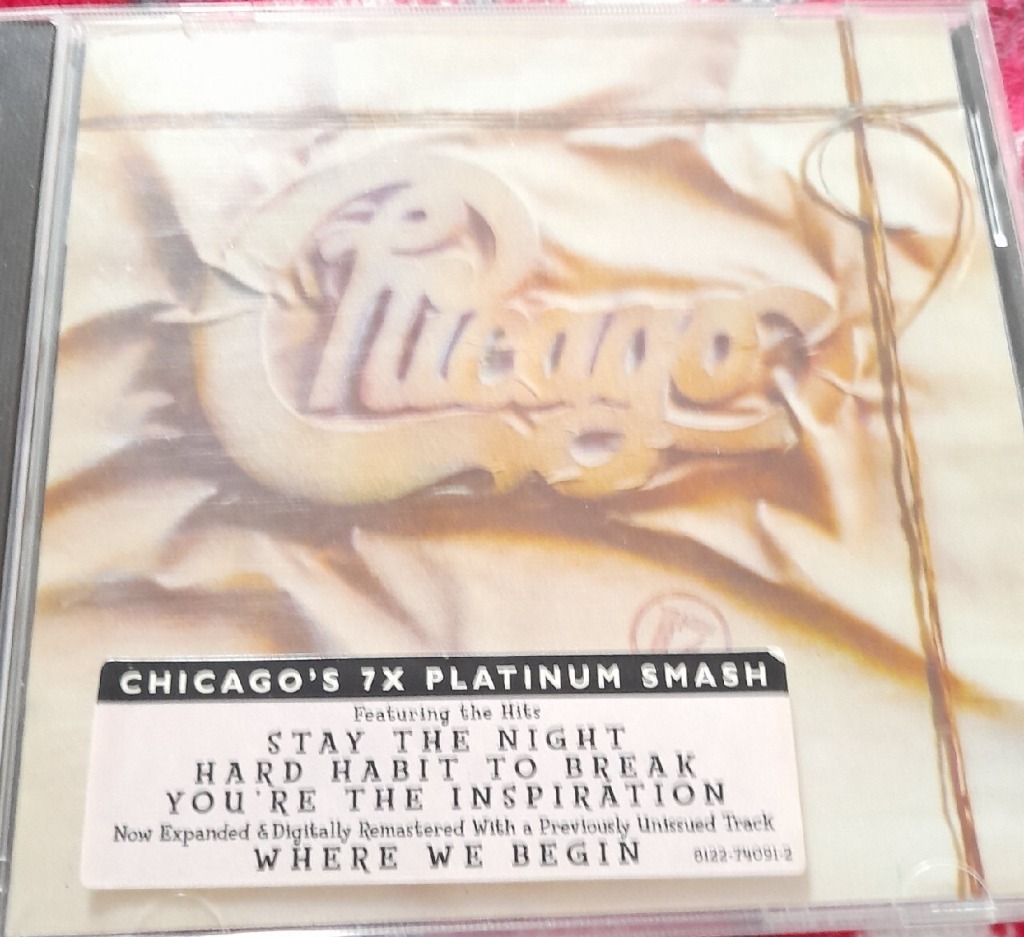 Chicago
17
CHICAGO'S 7X PLATINUM SMASH
Featuring the Hits
STAY THE NIGHT
HARD HABIT TO BREAK
YOU'RE THE INSPIRATION
Now Expanded & Digitally Remastered With a Previously Unissued Track
WHERE WE BEGIN 8122-74091-2